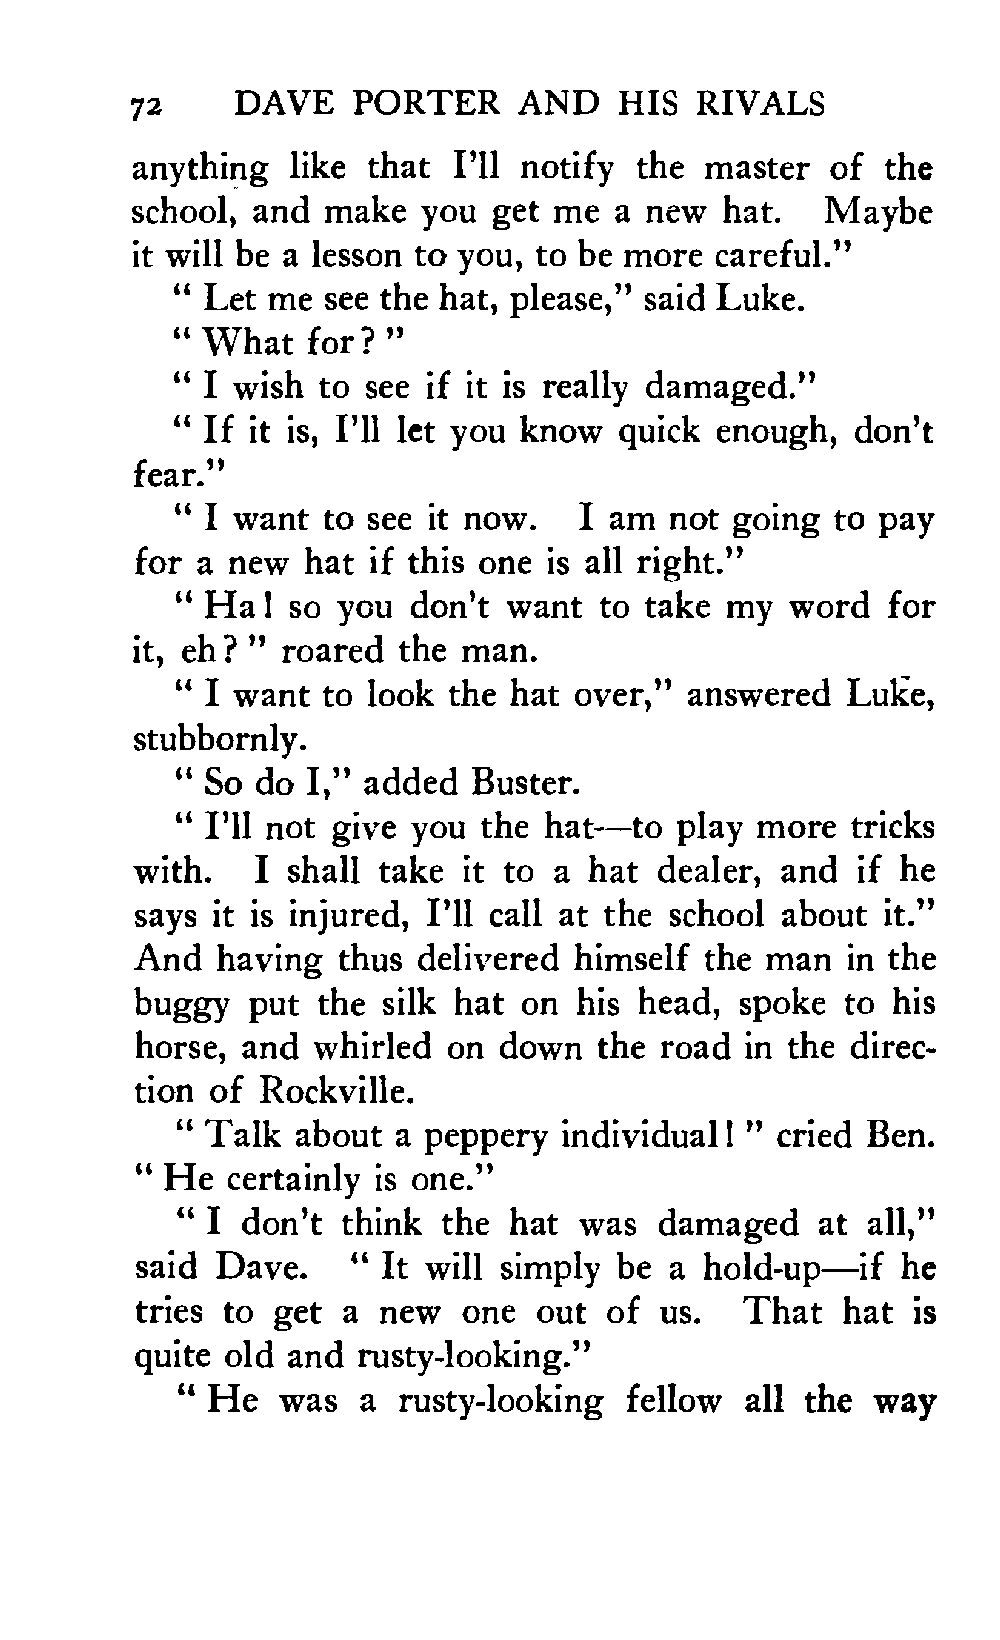 72 DAVE PORTER AND HIS RIVALS
anything like that I'll notify the master of the
school, and make you get me a new hat. Maybe
it will be a lesson to you, to be more careful."
" Let me see the hat, please," said Luke.
" What for? "
" I wish to see if it is really damaged."
" If it is, I'll let you know quick enough, don't
fear."
" I want to see it now. I am not going to pay
for a new hat if this one is all right."
" Ha! so you don't want to take my word for
it, eh? " roared the man.
" I want to look the hat over," answered Luke,
stubbornly.
" So do I," added Buster.
" I'll not give you the hat—to play more tricks
with. I shall take it to a hat dealer, and if he
says it is injured, I'll call at the school about it."
And having thus delivered himself the man in the
buggy put the silk hat on his head, spoke to his
horse, and whirled on down the road in the direc-
tion of Rockville.
" Talk about a peppery individual! " cried Ben.
" He certainly is one."
" I don't think the hat was damaged at all,"
said Dave. " It will simply be a hold-up—if he
tries to get a new one out of us. That hat is
quite old and rusty-looking."
" He was a rusty-looking fellow all the way